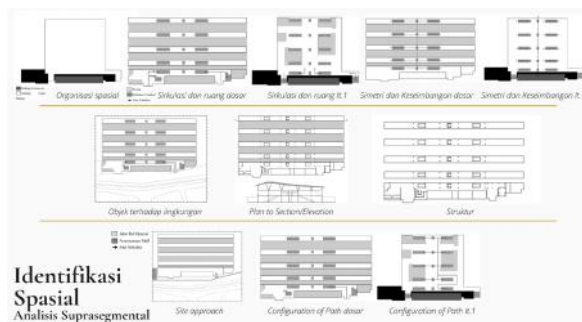 Organisasi spasial
Sirkulasi dan ruang dasar
Sirkulasi dan ruang lt.1
Simetri dan Keseimbangan dasar
Simetri dan Keseimbangan lt.
Objek terhadap lingkungan
Plan to Section/Elevation
Struktur
Site approach
Configuration of Path dasar
Configuration of Path lt.1
Identifikasi
Spasial
Analisis Suprasegmental